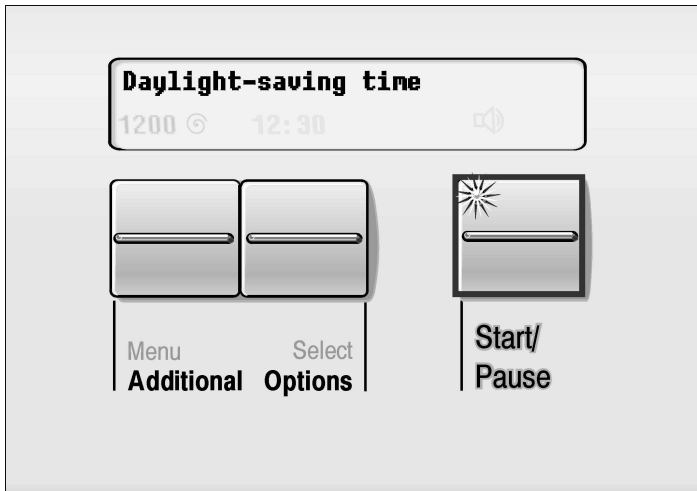 Daylight-saving time
1200 12:30
Menu Select
Additional Options
Start/
Pause